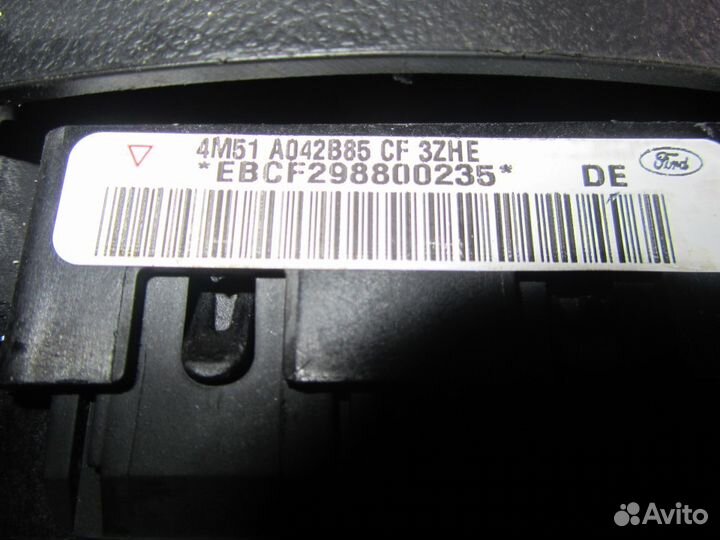 4M51 A042B85 CF 3ZHE
*EBCF298800235* DE
Ford
Avito